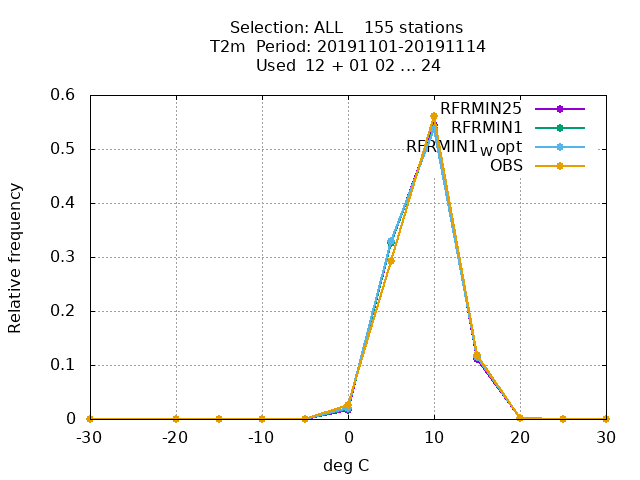 Selection: ALL    155 stations
T2m  Period: 20191101-20191114
Used  12 + 01 02 ... 24
0.6
0.5
0.4
0.3
0.2
0.1
0
Relative frequency
RFRMIN25
RFRMIN1
RFRMIN1_w opt
OBS
-30 -20 -10 0 10 20 30
deg C